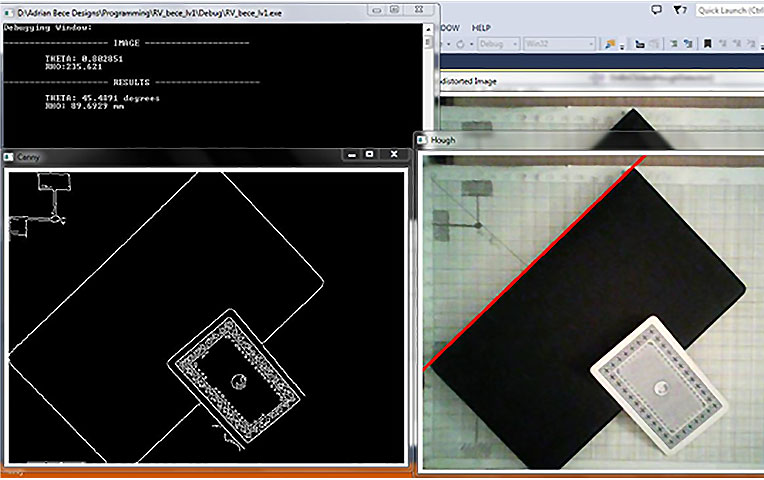 D:\Adrian Bece Designs\Programming\RV_bece_lv1\Debug\RV_bece_lv1.exe
Debugging Window:
IMAGE
THETA: 0.802851
RHO:235.621
RESULTS
THETA: 45.4891 degrees
RHO: 89.6929 mm
Canny
7
Quick Launch (Ctrl
DOW HELP
Debug Win32
distorted Image
Hough